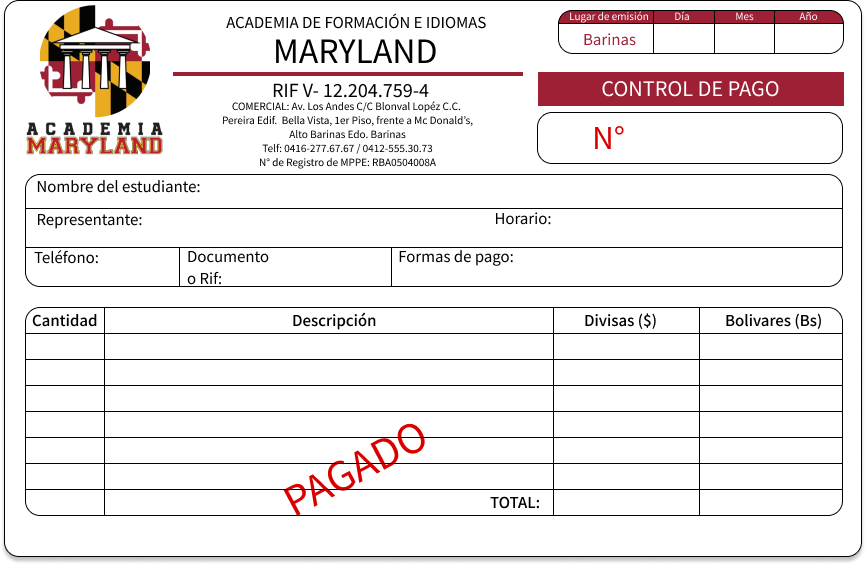 ACADEMIA
MARYLAND
ACADEMIA DE FORMACIÓN E IDIOMAS
MARYLAND
RIF V- 12.204.759-4
COMERCIAL: Av. Los Andes C/C Blonval Lopéz C.C.
Pereira Edif. Bella Vista, 1er Piso, frente a Mc Donald's,
Alto Barinas Edo. Barinas
Telf: 0416-277.67.67 / 0412-555.30.73
N° de Registro de MPPE: RBA0504008A
Lugar de emisión Día Mes Año
Barinas
CONTROL DE PAGO
N°
Nombre del estudiante:
Representante: Horario:
Teléfono: Documento Formas de pago:
o Rif:
Cantidad Descripción Divisas ($) Bolivares (Bs)
PAGADO
TOTAL: